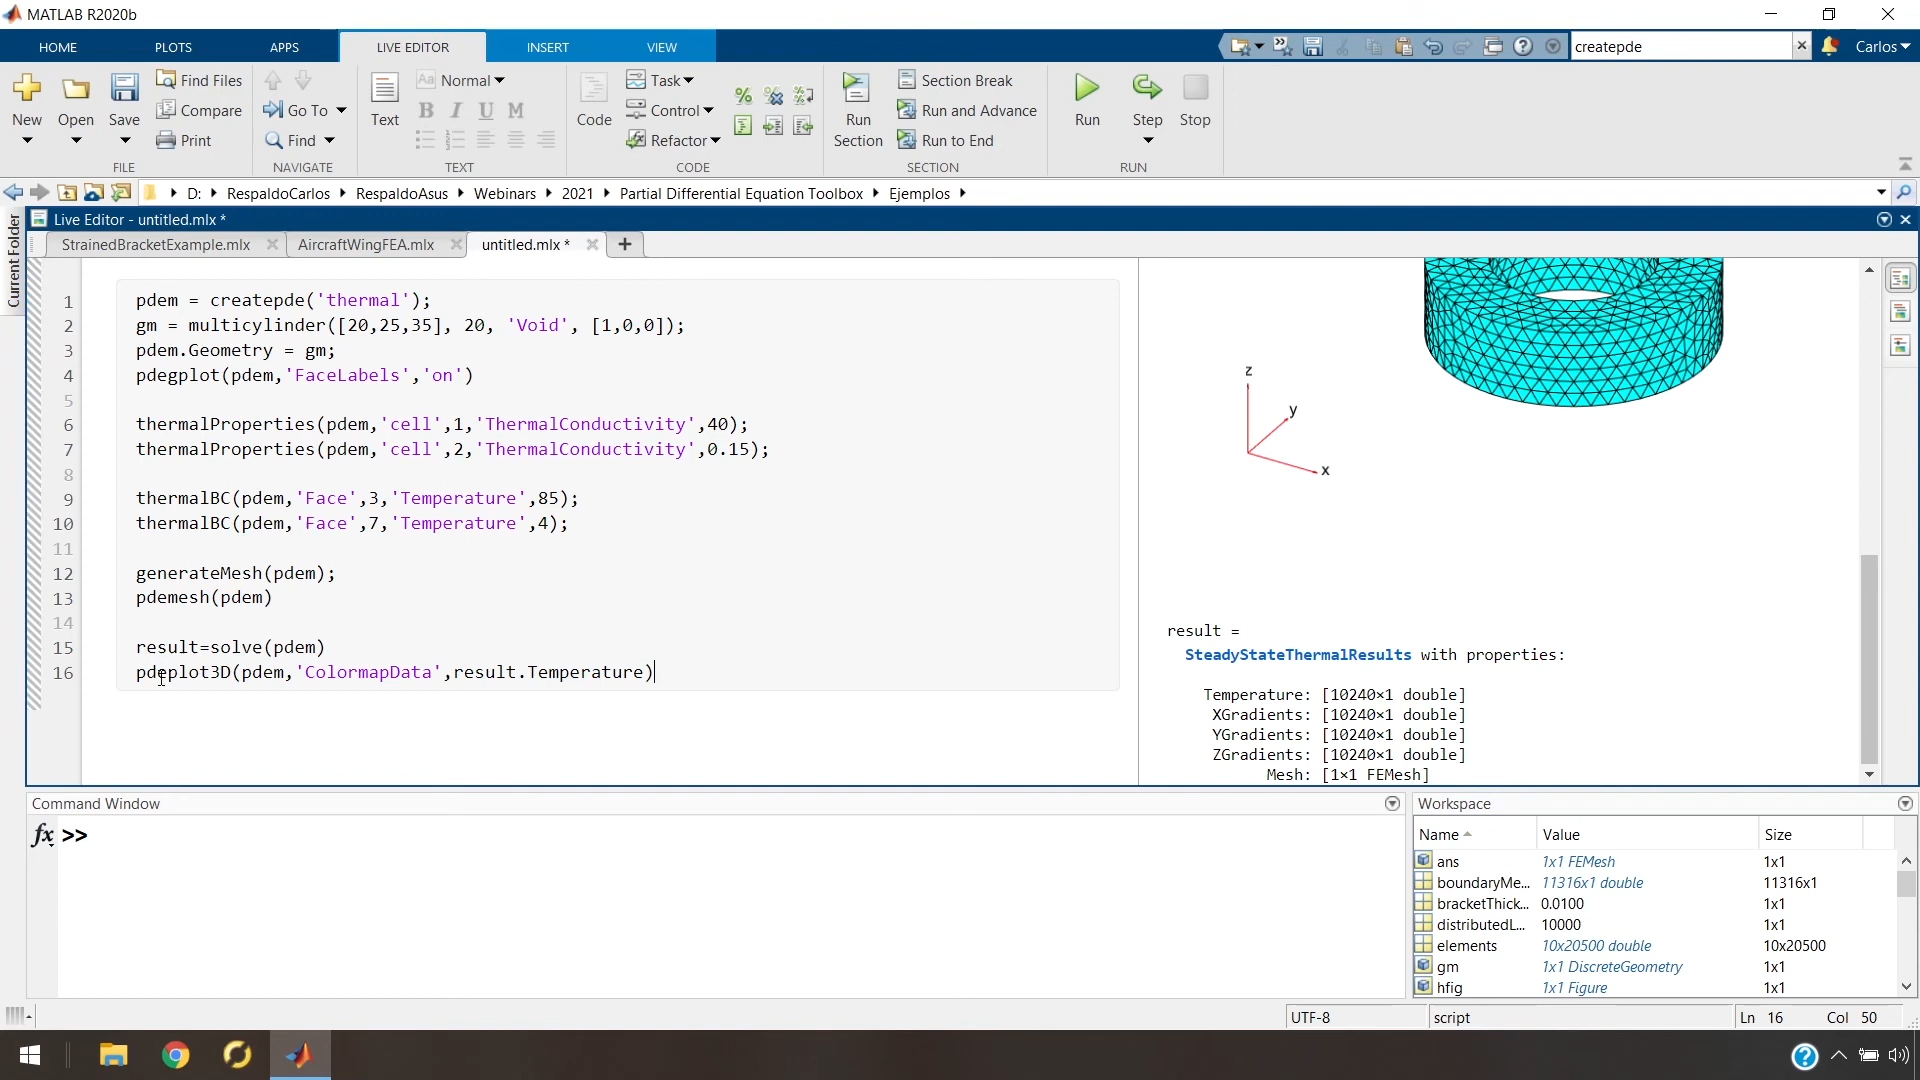 MATLAB R2020b
HOME PLOTS APPS LIVE EDITOR INSERT VIEW createpde Carlos
New Open Save Find Files Compare Print
Go To Find
Text Aa Normal B I U M
Code Task Control Refactor
Run Section Section Break Run and Advance Run to End
Run Step Stop
FILE NAVIGATE TEXT CODE SECTION RUN
D: RespaldoCarlos RespaldoAsus Webinars 2021 Partial Differential Equation Toolbox Ejemplos
Current Folder
Live Editor - untitled.mlx *
StrainedBracketExample.mlx AircraftWingFEA.mlx untitled.mlx *
1 pdem = createpde('thermal');
2 gm = multicylinder([20,25,35], 20, 'Void', [1,0,0]);
3 pdem.Geometry = gm;
4 pdegplot(pdem,'FaceLabels','on')
5
6 thermalProperties(pdem,'cell',1,'ThermalConductivity',40);
7 thermalProperties(pdem,'cell',2,'ThermalConductivity',0.15);
8
9 thermalBC(pdem,'Face',3,'Temperature',85);
10 thermalBC(pdem,'Face',7,'Temperature',4);
11
12 generateMesh(pdem);
13 pdemesh(pdem)
14
15 result=solve(pdem)
16 pdeplot3D(pdem,'ColormapData',result.Temperature)
z
y
x
result =
SteadyStateThermalResults with properties:
Temperature: [10240×1 double]
XGradients: [10240×1 double]
YGradients: [10240×1 double]
ZGradients: [10240×1 double]
Mesh: [1×1 FEMesh]
Command Window
fx >>
Workspace
Name Value Size
ans 1x1 FEMesh 1x1
boundaryMe... 11316x1 double 11316x1
bracketThick... 0.0100 1x1
distributedL... 10000 1x1
elements 10x20500 double 10x20500
gm 1x1 DiscreteGeometry 1x1
hfig 1x1 Figure 1x1
UTF-8 script Ln 16 Col 50